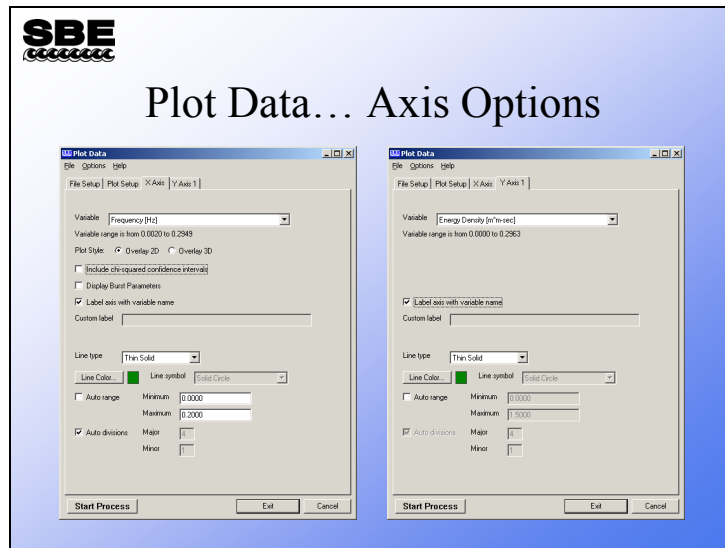 SBE
Plot Data… Axis Options
Plot Data
File Options Help
File Setup Plot Setup X Axis Y Axis 1
Variable Frequency [Hz]
Variable range is from 0.0020 to 0.2949
Plot Style: Overlay 2D Overlay 3D
Include chi-squared confidence intervals
Display Burst Parameters
Label axis with variable name
Custom label
Line type Thin Solid
Line Color... Line symbol Solid Circle
Auto range Minimum 0.0000
Maximum 0.2000
Auto divisions Major 4
Minor 1
Start Process Exit Cancel
Plot Data
File Options Help
File Setup Plot Setup X Axis Y Axis 1
Variable Energy Density [m^m-sec]
Variable range is from 0.0000 to 0.2963
Label axis with variable name
Custom label
Line type Thin Solid
Line Color... Line symbol Solid Circle
Auto range Minimum 0.0000
Maximum 1.5000
Auto divisions Major 4
Minor 1
Start Process Exit Cancel